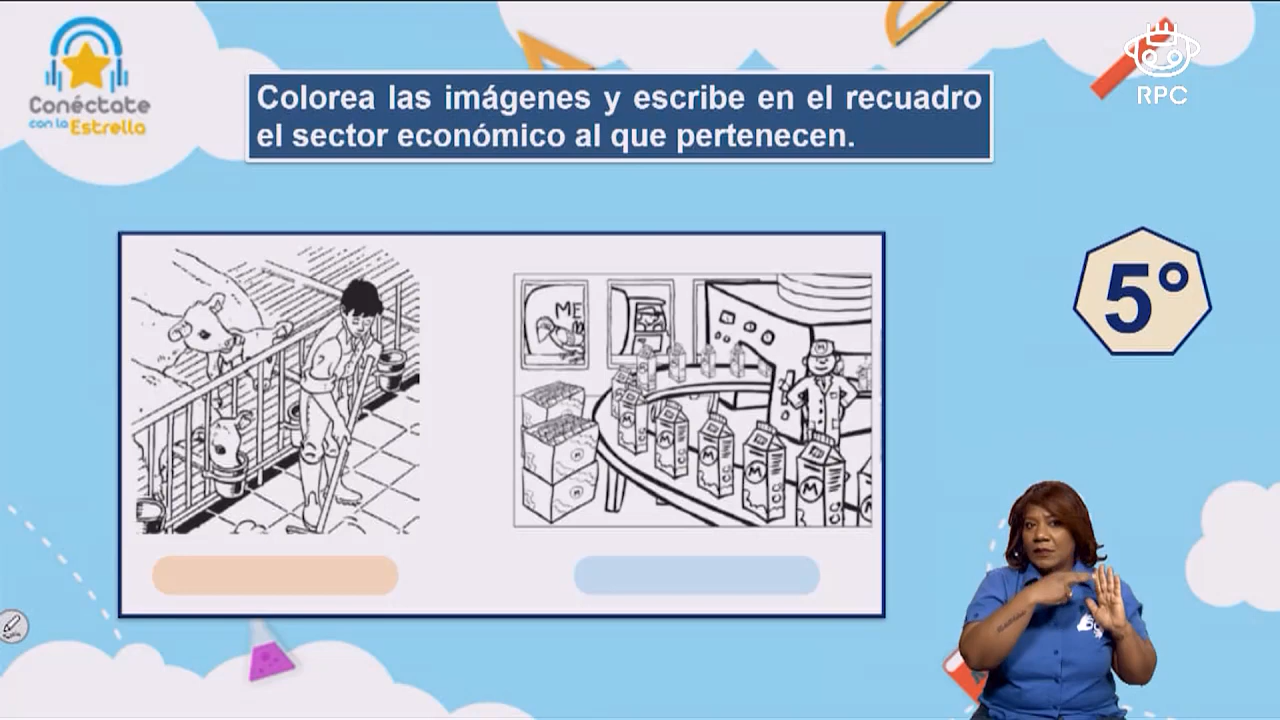 Conéctate
con la Estrella
RPC
Colorea las imágenes y escribe en el recuadro
el sector económico al que pertenecen.
5°
ME
M
M
M
M
M
M
M